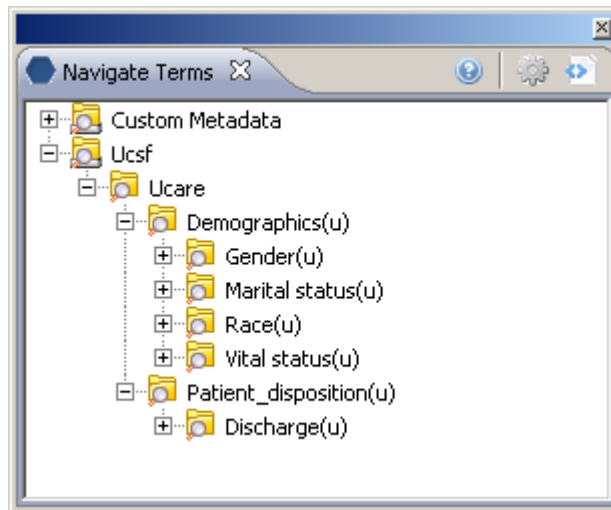 Navigate Terms
Custom Metadata
Ucsf
Ucare
Demographics(u)
Gender(u)
Marital status(u)
Race(u)
Vital status(u)
Patient_disposition(u)
Discharge(u)